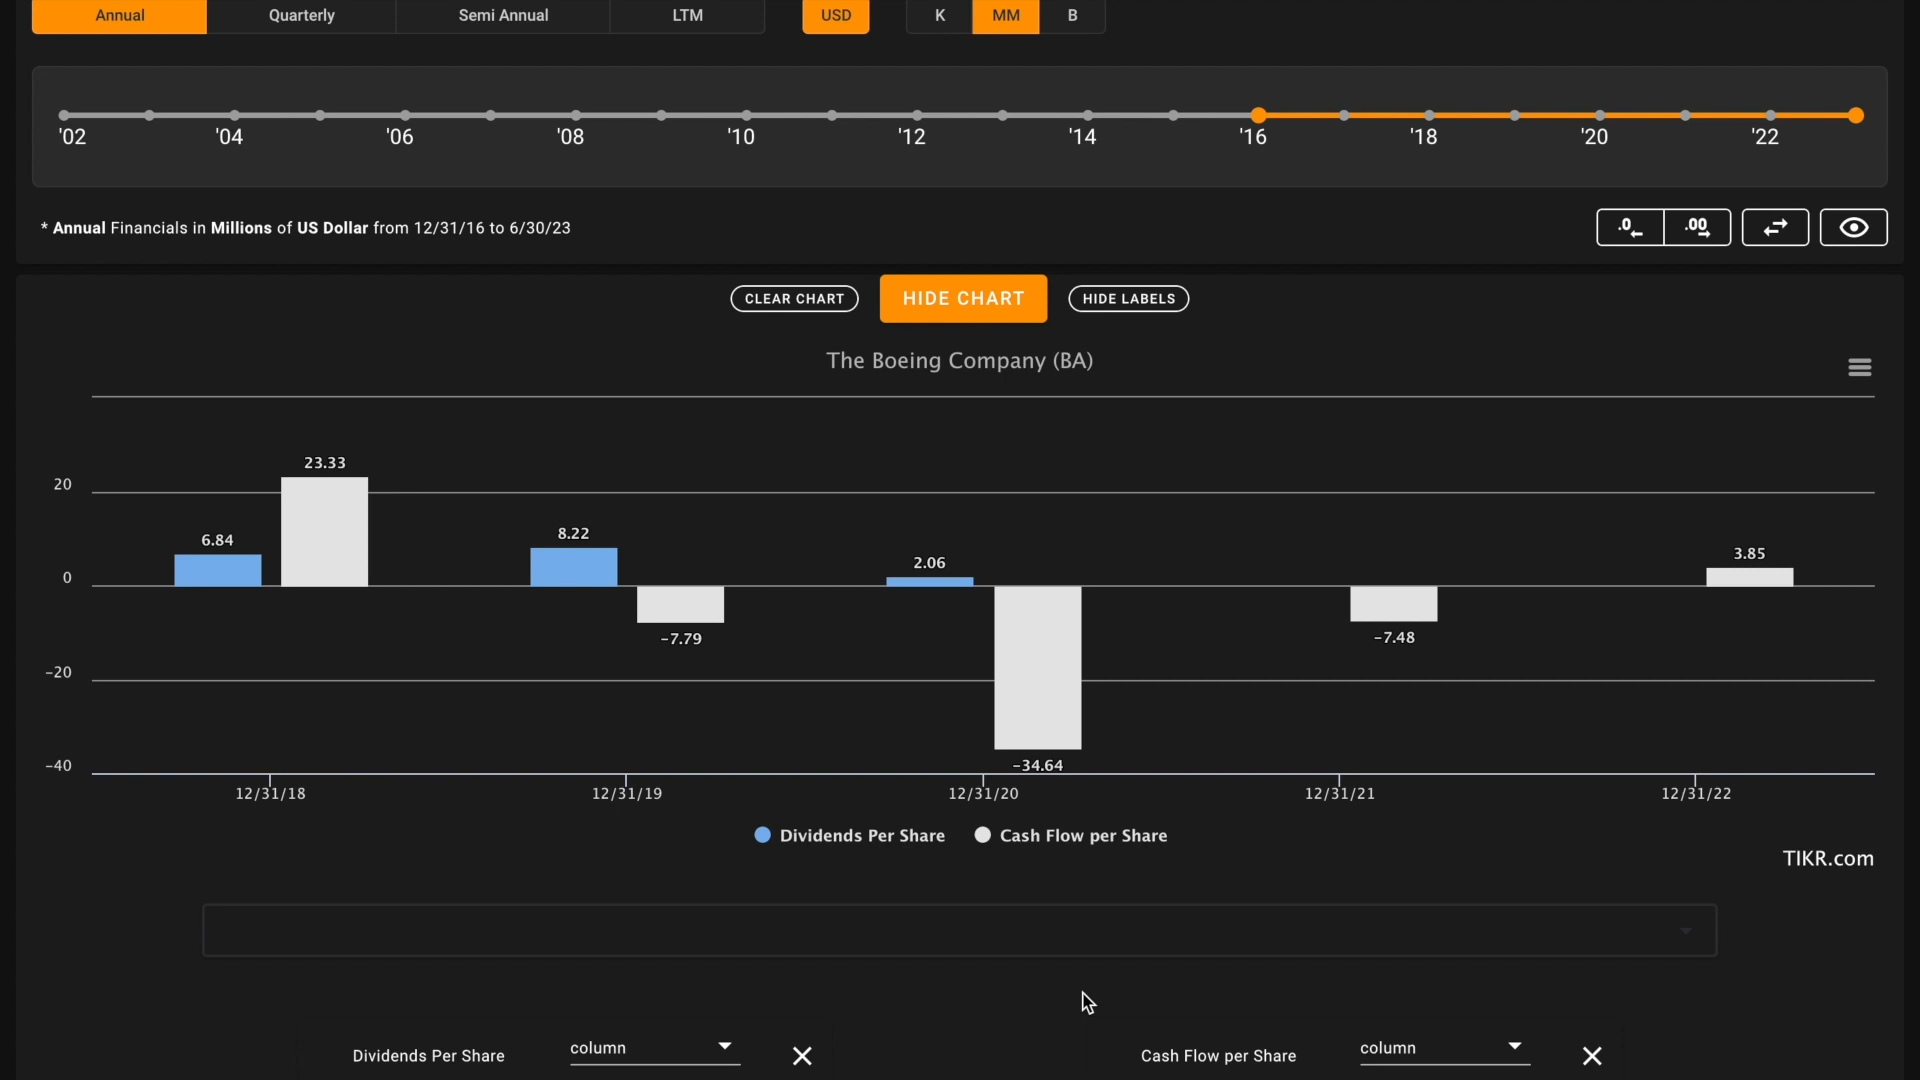 Annual Quarterly Semi Annual LTM USD K MM B
'02 '04 '06 '08 '10 '12 '14 '16 '18 '20 '22
* Annual Financials in Millions of US Dollar from 12/31/16 to 6/30/23
.0 .00
CLEAR CHART HIDE CHART HIDE LABELS
The Boeing Company (BA)
23.33
20
6.84 8.22 2.06 3.85
0
-7.79 -7.48
-20
-34.64
-40
12/31/18 12/31/19 12/31/20 12/31/21 12/31/22
Dividends Per Share Cash Flow per Share
TIKR.com
Dividends Per Share column Cash Flow per Share column